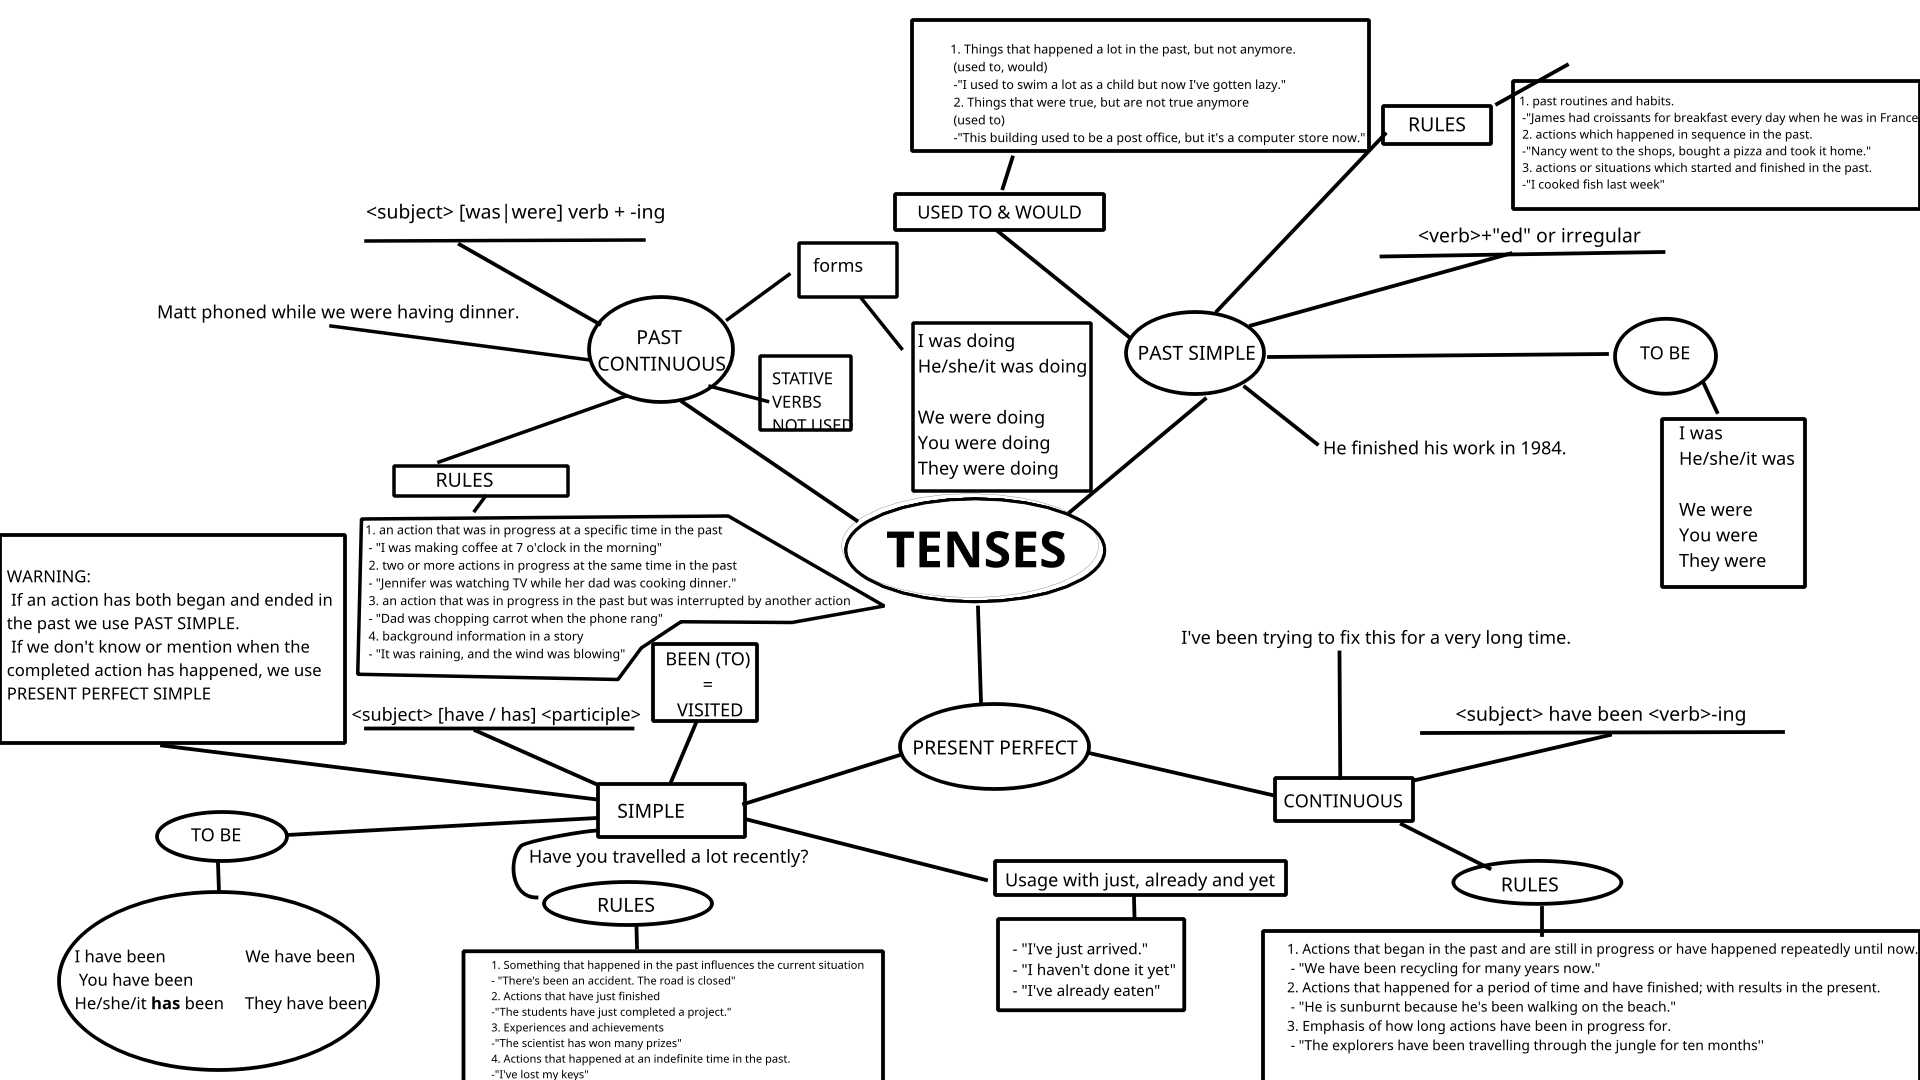 1. Things that happened a lot in the past, but not anymore.
(used to, would)
-"I used to swim a lot as a child but now I've gotten lazy."
2. Things that were true, but are not true anymore
(used to)
-"This building used to be a post office, but it's a computer store now."
RULES
1. past routines and habits.
-"James had croissants for breakfast every day when he was in France
2. actions which happened in sequence in the past.
-"Nancy went to the shops, bought a pizza and took it home."
3. actions or situations which started and finished in the past.
-"I cooked fish last week"
USED TO & WOULD
<subject> [was|were] verb + -ing
<verb>+"ed" or irregular
forms
Matt phoned while we were having dinner.
PAST
CONTINUOUS
STATIVE
VERBS
NOT USED
I was doing
He/she/it was doing
We were doing
You were doing
They were doing
PAST SIMPLE
TO BE
I was
He/she/it was
We were
You were
They were
He finished his work in 1984.
RULES
1. an action that was in progress at a specific time in the past
- "I was making coffee at 7 o'clock in the morning"
2. two or more actions in progress at the same time in the past
- "Jennifer was watching TV while her dad was cooking dinner."
3. an action that was in progress in the past but was interrupted by another action
- "Dad was chopping carrot when the phone rang"
4. background information in a story
- "It was raining, and the wind was blowing"
TENSES
WARNING:
If an action has both began and ended in
the past we use PAST SIMPLE.
If we don't know or mention when the
completed action has happened, we use
PRESENT PERFECT SIMPLE
BEEN (TO)
=
VISITED
<subject> [have / has] <participle>
I've been trying to fix this for a very long time.
<subject> have been <verb>-ing
PRESENT PERFECT
SIMPLE
CONTINUOUS
TO BE
Have you travelled a lot recently?
RULES
Usage with just, already and yet
RULES
I have been We have been
You have been
He/she/it has been They have been
1. Something that happened in the past influences the current situation
- "There's been an accident. The road is closed"
2. Actions that have just finished
-"The students have just completed a project."
3. Experiences and achievements
-"The scientist has won many prizes"
4. Actions that happened at an indefinite time in the past.
-"I've lost my keys"
- "I've just arrived."
- "I haven't done it yet"
- "I've already eaten"
1. Actions that began in the past and are still in progress or have happened repeatedly until now.
- "We have been recycling for many years now."
2. Actions that happened for a period of time and have finished; with results in the present.
- "He is sunburnt because he's been walking on the beach."
3. Emphasis of how long actions have been in progress for.
- "The explorers have been travelling through the jungle for ten months''